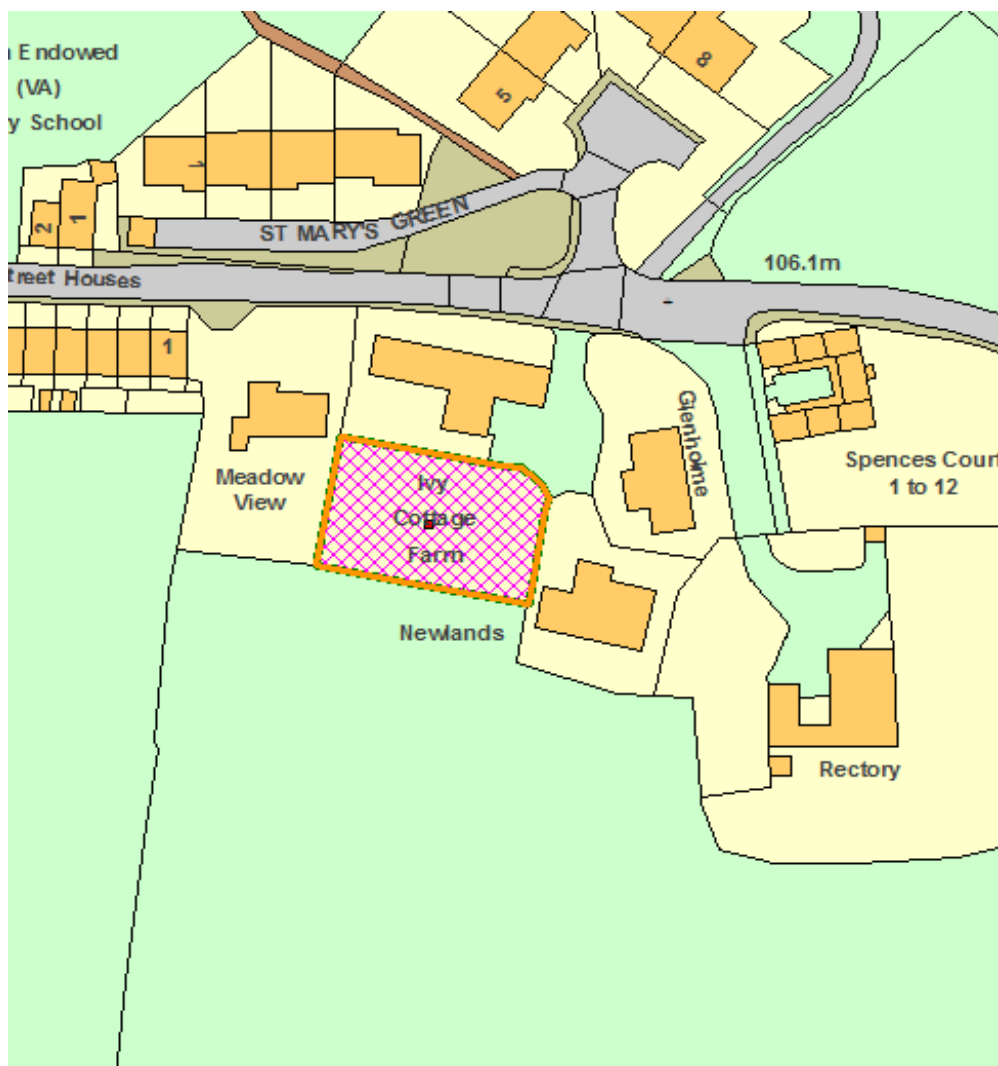 Endowed
(VA)
y School
1
2
1
5
8
ST MARY'S GREEN
treet Houses
106.1m
1
Glenholme
Meadow
View
Ivy
Cottage
Farm
Spences Court
1 to 12
Newlands
Rectory